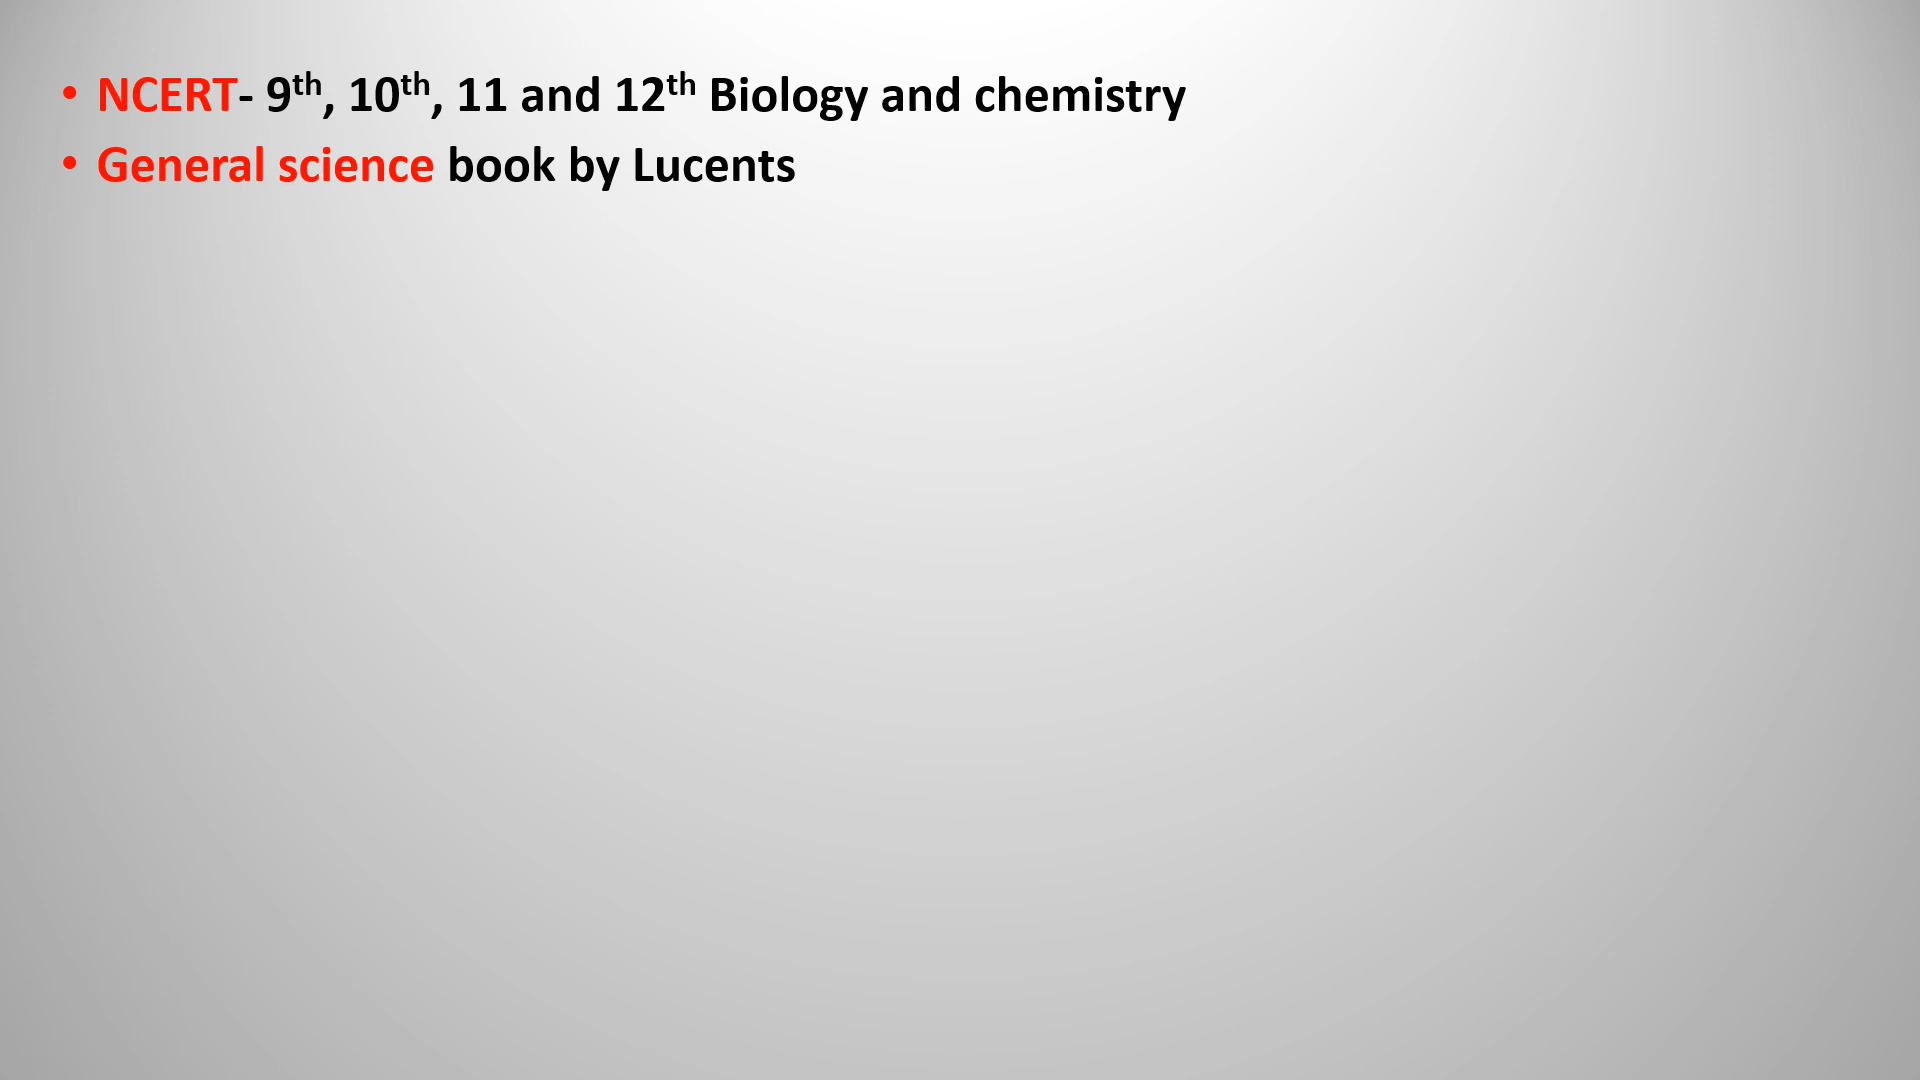 • NCERT- 9th, 10th, 11 and 12th Biology and chemistry
• General science book by Lucents